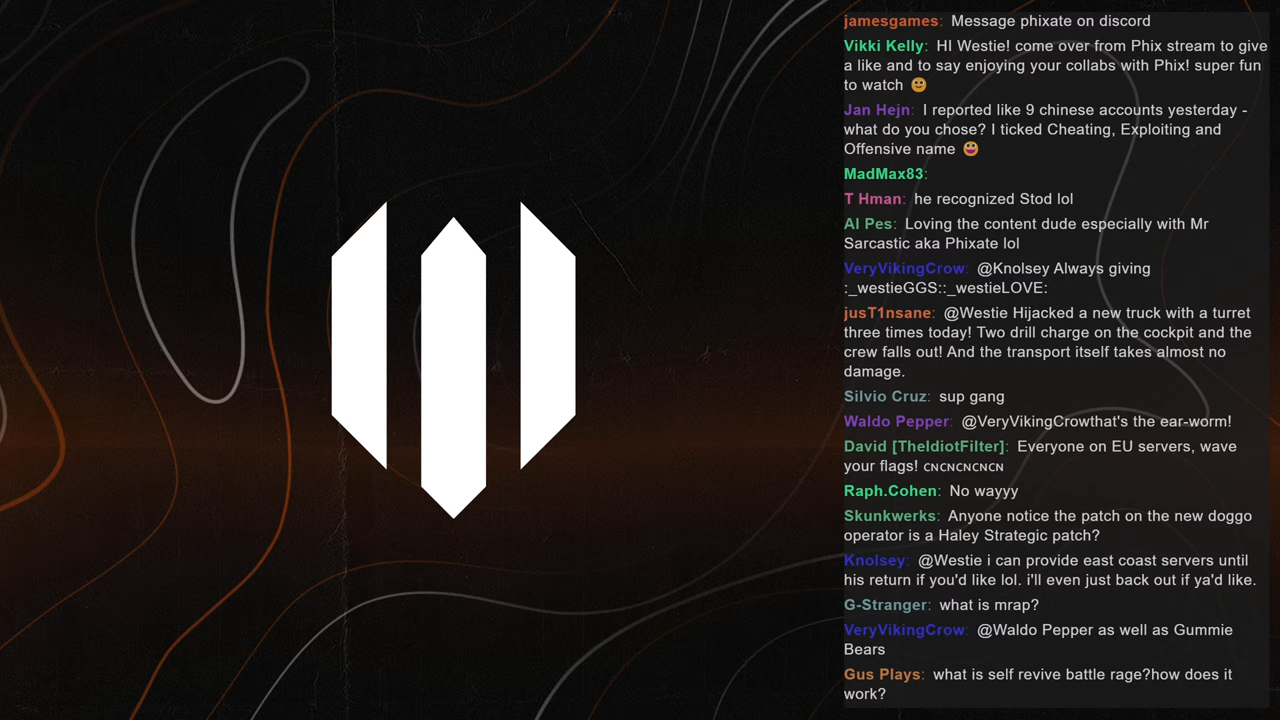 jamesgames: Message phixate on discord
Vikki Kelly: HI Westie! come over from Phix stream to give
a like and to say enjoying your collabs with Phix! super fun
to watch
Jan Hejn: I reported like 9 chinese accounts yesterday -
what do you chose? I ticked Cheating, Exploiting and
Offensive name
MadMax83:
T Hman: he recognized Stod lol
Al Pes: Loving the content dude especially with Mr
Sarcastic aka Phixate lol
VeryVikingCrow: @Knolsey Always giving
:_westieGGS::_westieLOVE:
jusT1nsane: @Westie Hijacked a new truck with a turret
three times today! Two drill charge on the cockpit and the
crew falls out! And the transport itself takes almost no
damage.
Silvio Cruz: sup gang
Waldo Pepper: @VeryVikingCrowthat's the ear-worm!
David [TheIdiotFilter]: Everyone on EU servers, wave
your flags! ᴄɴᴄɴᴄɴᴄɴᴄɴ
Raph.Cohen: No wayyy
Skunkwerks: Anyone notice the patch on the new doggo
operator is a Haley Strategic patch?
Knolsey: @Westie i can provide east coast servers until
his return if you'd like lol. i'll even just back out if ya'd like.
G-Stranger: what is mrap?
VeryVikingCrow: @Waldo Pepper as well as Gummie
Bears
Gus Plays: what is self revive battle rage?how does it
work?